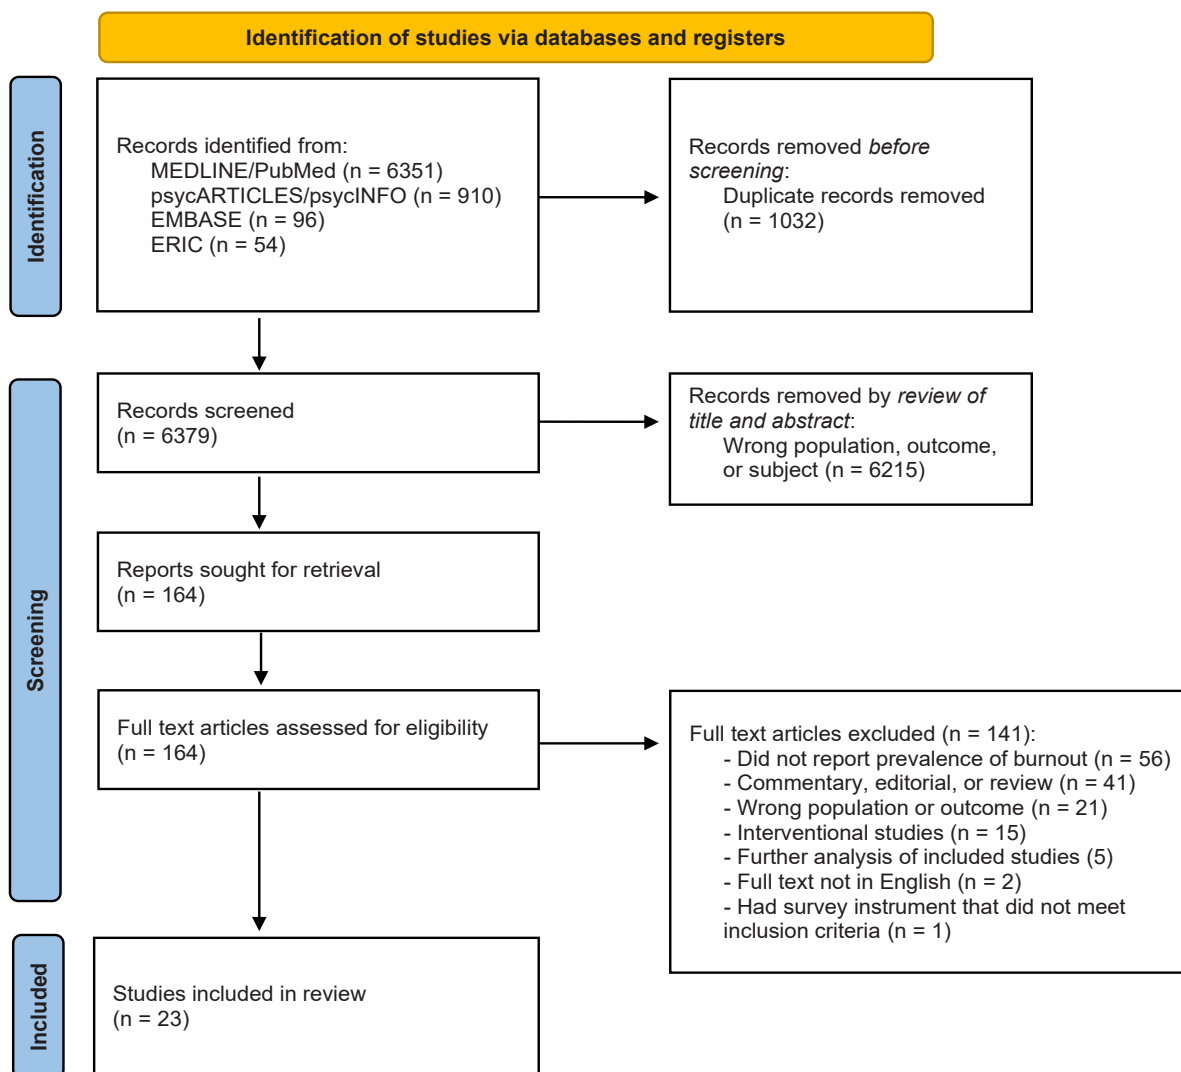 Identification of studies via databases and registers
Identification
Records identified from:
MEDLINE/PubMed (n = 6351)
psycARTICLES/psycINFO (n = 910)
EMBASE (n = 96)
ERIC (n = 54)
Records removed before
screening:
Duplicate records removed
(n = 1032)
Screening
Records screened
(n = 6379)
Records removed by review of
title and abstract:
Wrong population, outcome,
or subject (n = 6215)
Reports sought for retrieval
(n = 164)
Full text articles assessed for eligibility
(n = 164)
Full text articles excluded (n = 141):
- Did not report prevalence of burnout (n = 56)
- Commentary, editorial, or review (n = 41)
- Wrong population or outcome (n = 21)
- Interventional studies (n = 15)
- Further analysis of included studies (5)
- Full text not in English (n = 2)
- Had survey instrument that did not meet
inclusion criteria (n = 1)
Included
Studies included in review
(n = 23)